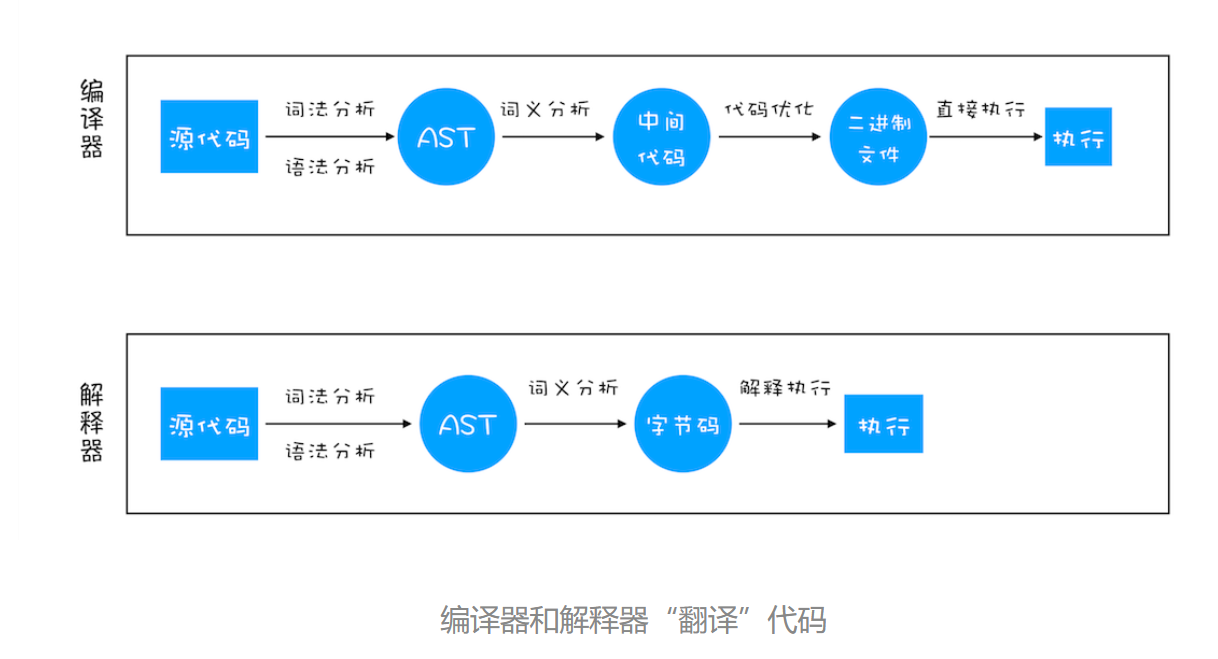 编译器
源代码
词法分析
语法分析
AST
词义分析
中间
代码
代码优化
二进制
文件
直接执行
执行
解释器
源代码
词法分析
语法分析
AST
词义分析
字节码
解释执行
执行
编译器和解释器“翻译”代码